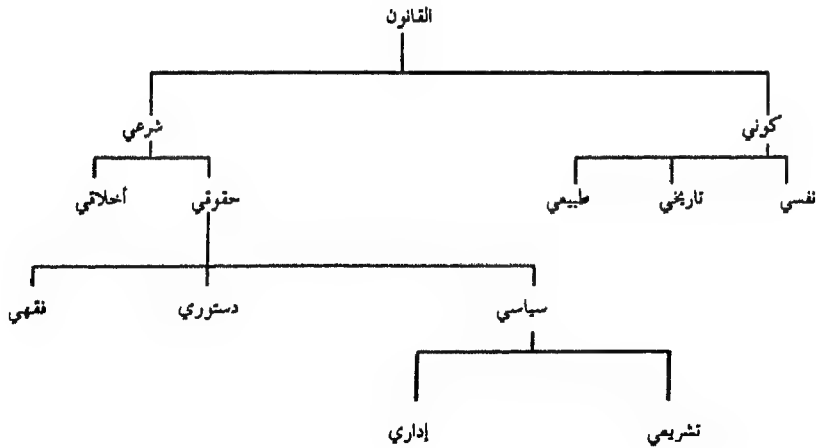 القانون
كوني شرعي
نفسي تاريخي طبيعي حقوقي أخلاقي
سياسي دستوري فقهي
تشريعي إداري